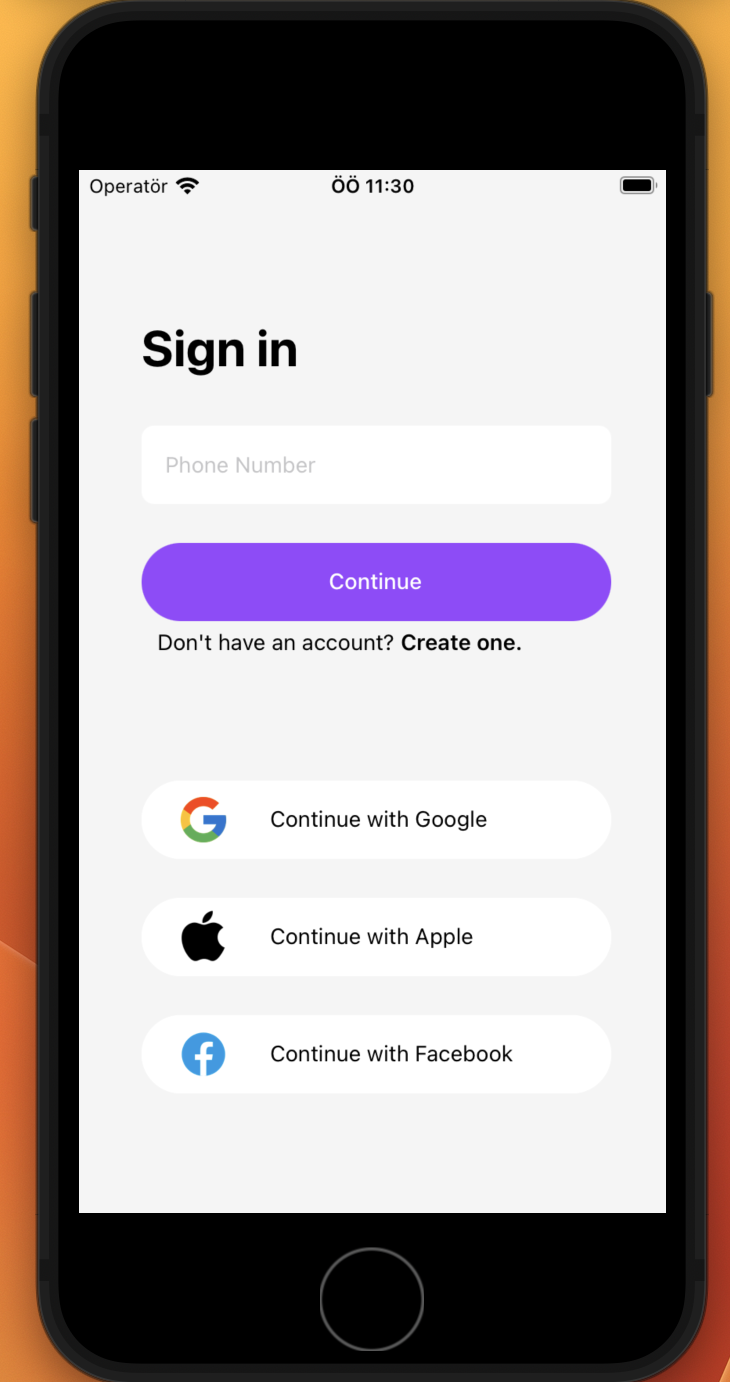 Operatör ÖÖ 11:30
Sign in
Phone Number
Continue
Don't have an account? Create one.
Continue with Google
Continue with Apple
Continue with Facebook